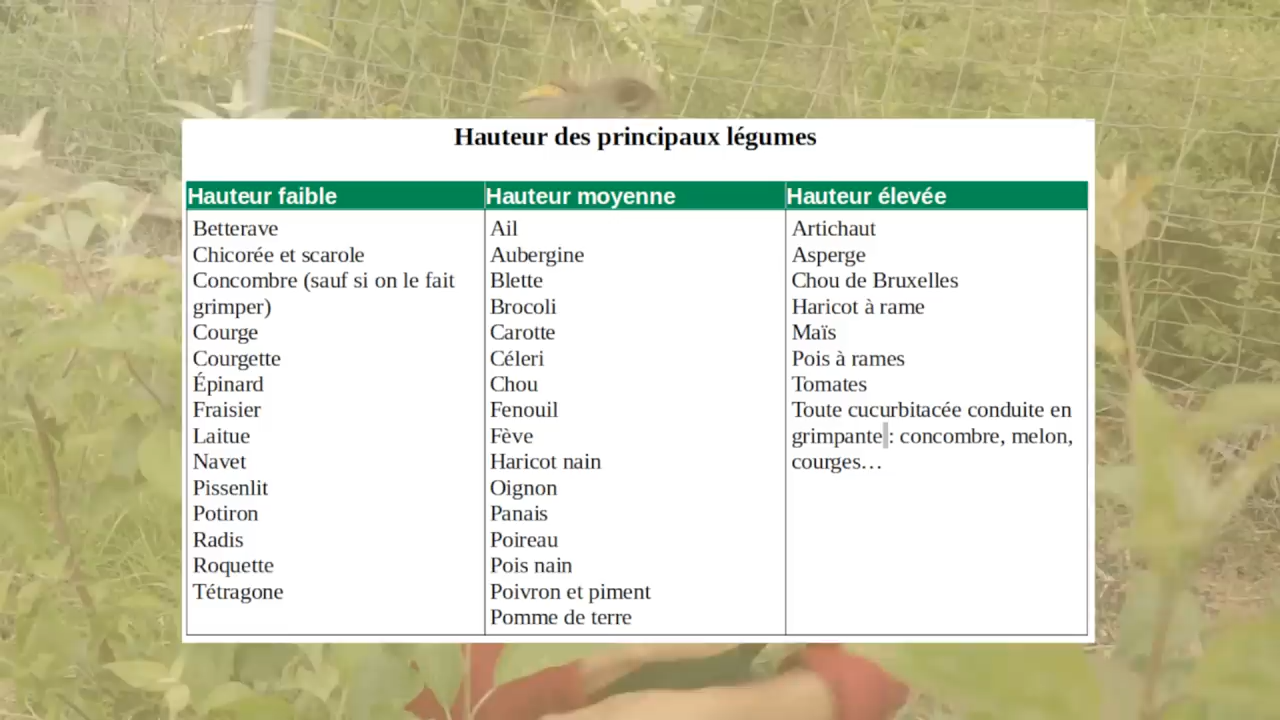 Hauteur des principaux légumes
Hauteur faible
Betterave
Chicorée et scarole
Concombre (sauf si on le fait
grimper)
Courge
Courgette
Épinard
Fraisier
Laitue
Navet
Pissenlit
Potiron
Radis
Roquette
Tétragone
Hauteur moyenne
Ail
Aubergine
Blette
Brocoli
Carotte
Céleri
Chou
Fenouil
Fève
Haricot nain
Oignon
Panais
Poireau
Pois nain
Poivron et piment
Pomme de terre
Hauteur élevée
Artichaut
Asperge
Chou de Bruxelles
Haricot à rame
Maïs
Pois à rames
Tomates
Toute cucurbitacée conduite en
grimpante : concombre, melon,
courges…